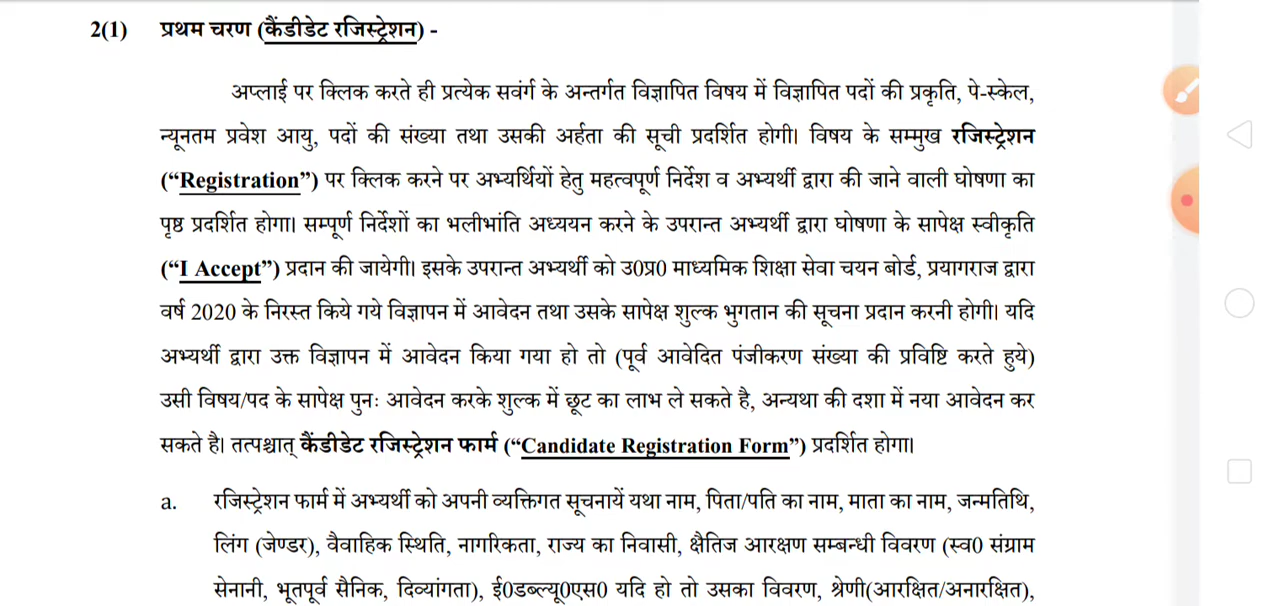 2(1) प्रथम चरण (कैंडीडेट रजिस्ट्रेशन) -
अप्लाई पर क्लिक करते ही प्रत्येक सवंर्ग के अन्तर्गत विज्ञापित विषय में विज्ञापित पदों की प्रकृति, पे-स्केल,
न्यूनतम प्रवेश आयु, पदों की संख्या तथा उसकी अर्हता की सूची प्रदर्शित होगी। विषय के सम्मुख रजिस्ट्रेशन
(“Registration”) पर क्लिक करने पर अभ्यर्थियों हेतु महत्वपूर्ण निर्देश व अभ्यर्थी द्वारा की जाने वाली घोषणा का
पृष्ठ प्रदर्शित होगा। सम्पूर्ण निर्देशों का भलीभांति अध्ययन करने के उपरान्त अभ्यर्थी द्वारा घोषणा के सापेक्ष स्वीकृति
(“I Accept”) प्रदान की जायेगी। इसके उपरान्त अभ्यर्थी को उ0प्र0 माध्यमिक शिक्षा सेवा चयन बोर्ड, प्रयागराज द्वारा
वर्ष 2020 के निरस्त किये गये विज्ञापन में आवेदन तथा उसके सापेक्ष शुल्क भुगतान की सूचना प्रदान करनी होगी। यदि
अभ्यर्थी द्वारा उक्त विज्ञापन में आवेदन किया गया हो तो (पूर्व आवेदित पंजीकरण संख्या की प्रविष्टि करते हुये)
उसी विषय/पद के सापेक्ष पुनः आवेदन करके शुल्क में छूट का लाभ ले सकते है, अन्यथा की दशा में नया आवेदन कर
सकते है। तत्पश्चात् कैंडीडेट रजिस्ट्रेशन फार्म (“Candidate Registration Form”) प्रदर्शित होगा।
a. रजिस्ट्रेशन फार्म में अभ्यर्थी को अपनी व्यक्तिगत सूचनायें यथा नाम, पिता/पति का नाम, माता का नाम, जन्मतिथि,
लिंग (जेण्डर), वैवाहिक स्थिति, नागरिकता, राज्य का निवासी, क्षैतिज आरक्षण सम्बन्धी विवरण (स्व0 संग्राम
सेनानी, भूतपूर्व सैनिक, दिव्यांगता), ई0डब्ल्यू0एस0 यदि हो तो उसका विवरण, श्रेणी(आरक्षित/अनारक्षित),